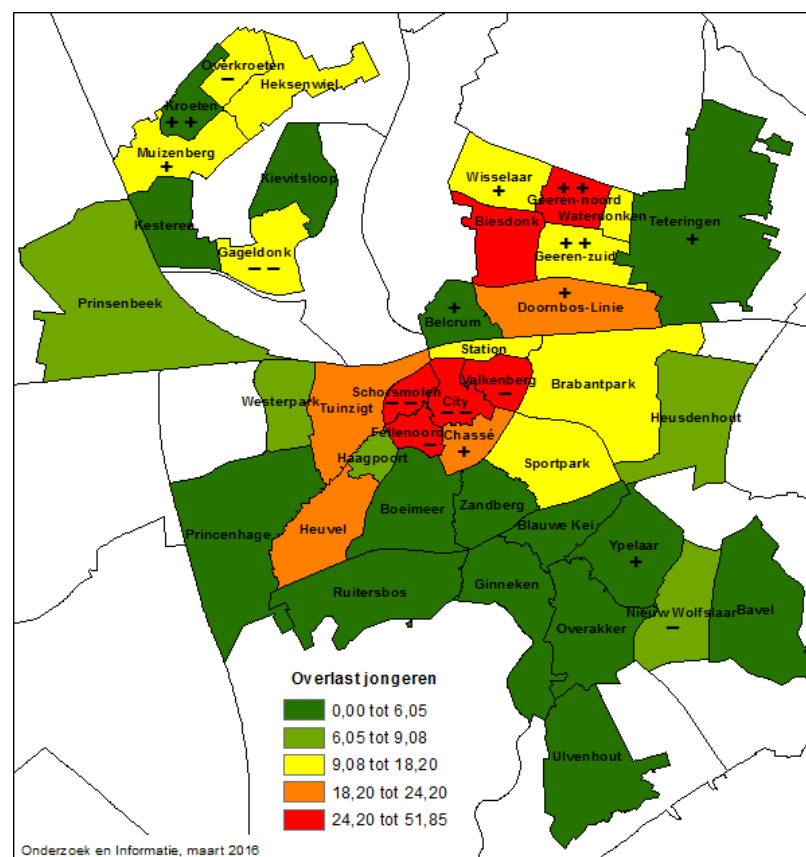 Overkroeten
−
Heksenwiel
Kroeten
+ +
Muizenberg
+
Kievitsloop
Kesteren
Gageldonk
− −
Prinsenbeek
Wisselaar
+
+ +
Geeren-noord
Waterdonken
Biesdonk
+ +
Geeren-zuid
Teteringen
+
+
Belcrum
+
Doornbos-Linie
Station
Schorsmolen
− −
City
− −
Valkenberg
−
Brabantpark
Westerpark
Tuinzigt
Fellenoord
−
Chassé
+
Heusdenhout
Haagpoort
Sportpark
Princenhage
Heuvel
Boeimeer
Zandberg
Blauwe Kei
Ypelaar
+
Ruitersbos
Ginneken
Overakker
Nieuw Wolfslaar
−
Bavel
Ulvenhout
Overlast jongeren
0,00 tot 6,05
6,05 tot 9,08
9,08 tot 18,20
18,20 tot 24,20
24,20 tot 51,85
Onderzoek en Informatie, maart 2016